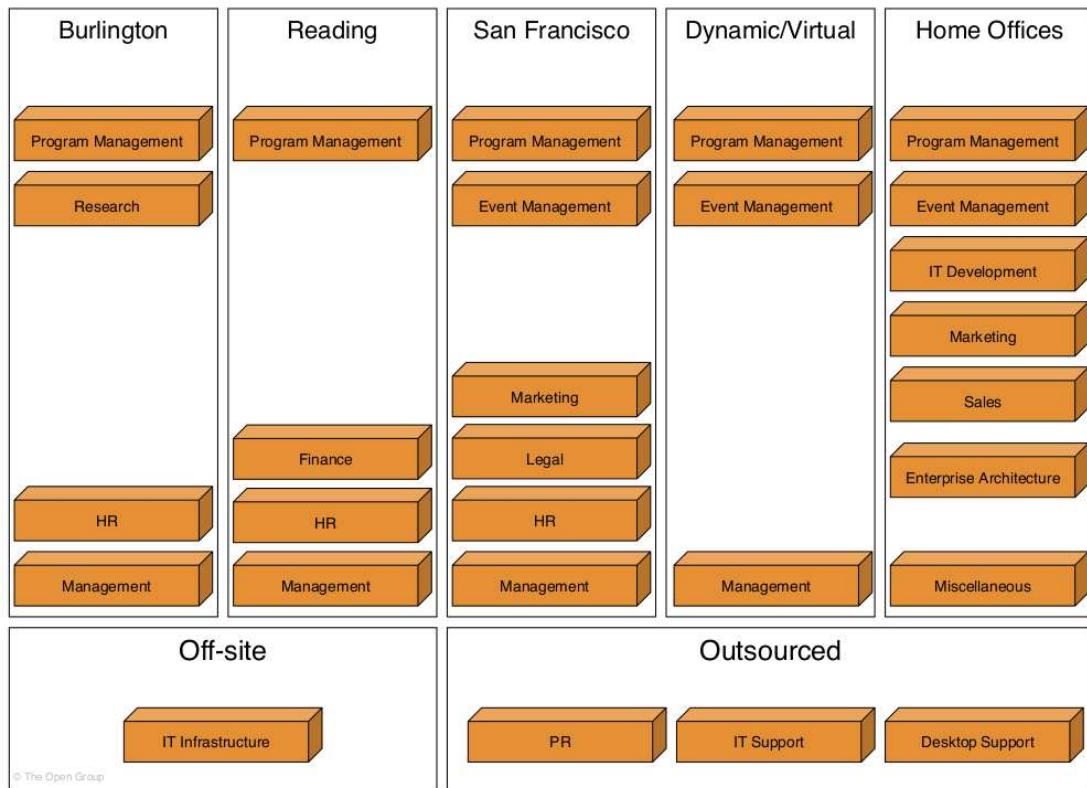 Burlington
Program Management
Research
HR
Management
Reading
Program Management
Finance
HR
Management
San Francisco
Program Management
Event Management
Marketing
Legal
HR
Management
Dynamic/Virtual
Program Management
Event Management
Management
Home Offices
Program Management
Event Management
IT Development
Marketing
Sales
Enterprise Architecture
Miscellaneous
Off-site
IT Infrastructure
© The Open Group
Outsourced
PR
IT Support
Desktop Support